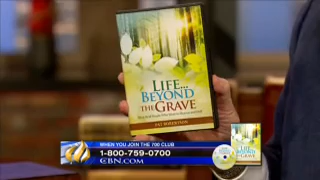 LIFE...
BEYOND
THE GRAVE
PAT ROBERTSON
WHEN YOU JOIN THE 700 CLUB
1-800-759-0700
CBN.COM
LIFE...
BEYOND
THE GRAVE